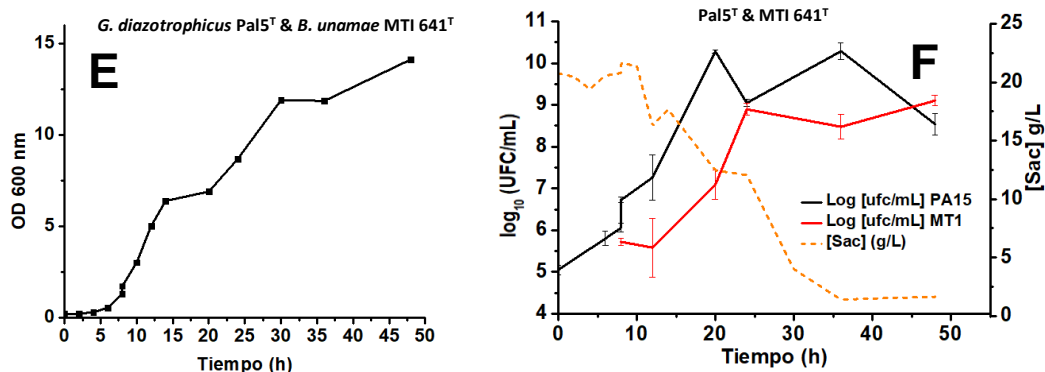 G. diazotrophicus Pal5ᵀ & B. unamae MTI 641ᵀ
E
15
10
5
0
OD 600 nm
0 5 10 15 20 25 30 35 40 45 50
Tiempo (h)
Pal5ᵀ & MTI 641ᵀ
F
11
10
9
8
7
6
5
4
log₁₀ (UFC/mL)
25
20
15
10
5
0
[Sac] g/L
Log [ufc/mL] PA15
Log [ufc/mL] MT1
[Sac] (g/L)
0 10 20 30 40 50
Tiempo (h)